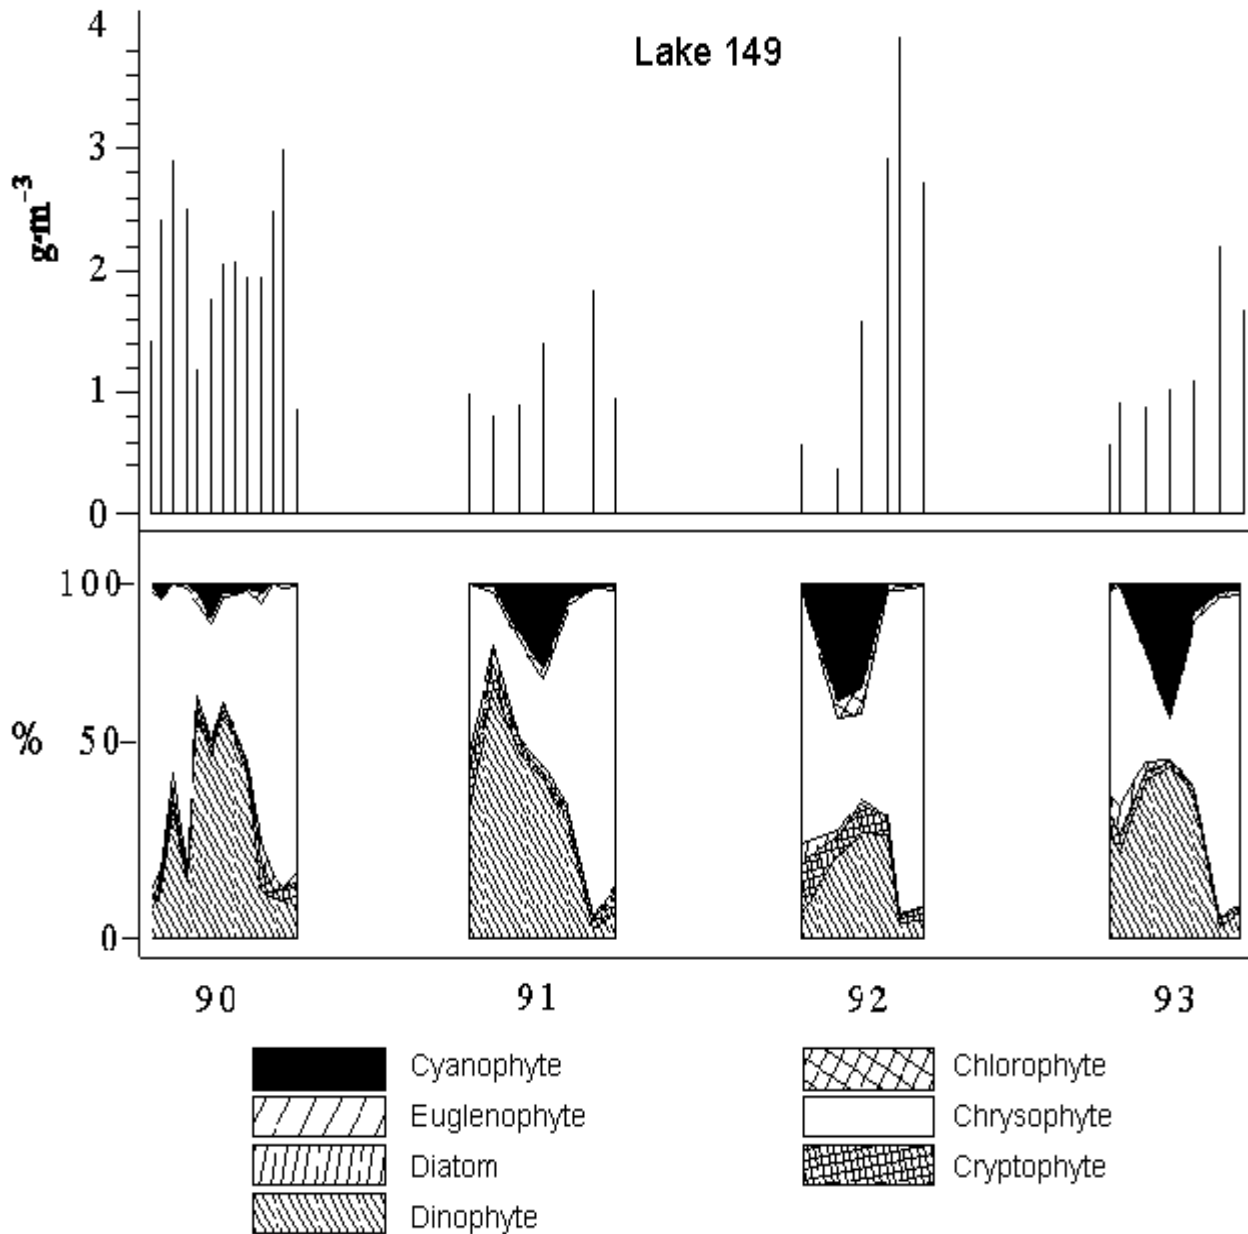 Lake 149
4
3
2
1
0
g·m⁻³
100
50
0
%
90 91 92 93
Cyanophyte Chlorophyte
Euglenophyte Chrysophyte
Diatom Cryptophyte
Dinophyte